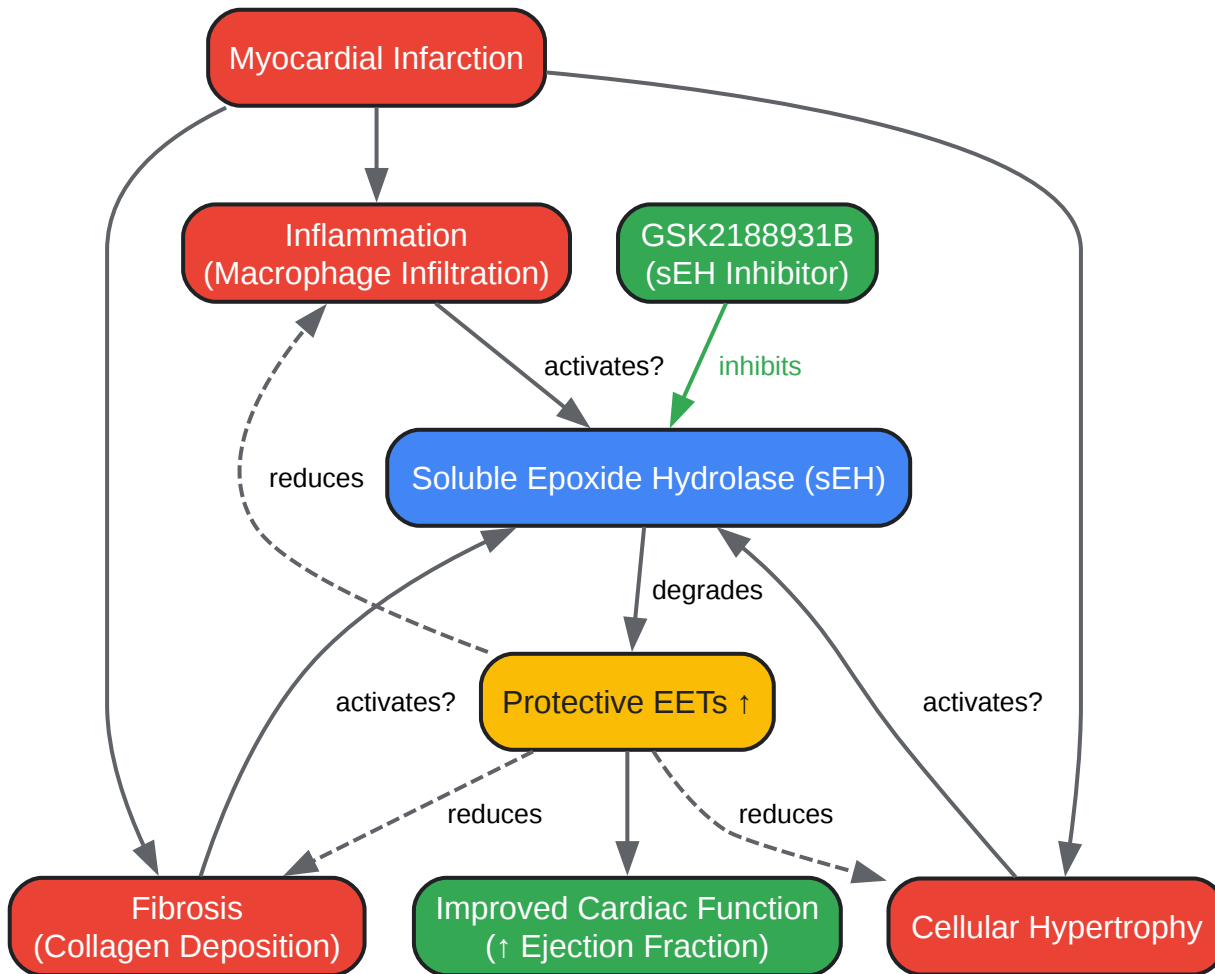 Myocardial Infarction
Inflammation
(Macrophage Infiltration)
GSK2188931B
(sEH Inhibitor)
activates?
inhibits
reduces
Soluble Epoxide Hydrolase (sEH)
degrades
activates?
Protective EETs ↑
activates?
reduces
reduces
Fibrosis
(Collagen Deposition)
Improved Cardiac Function
(↑ Ejection Fraction)
Cellular Hypertrophy